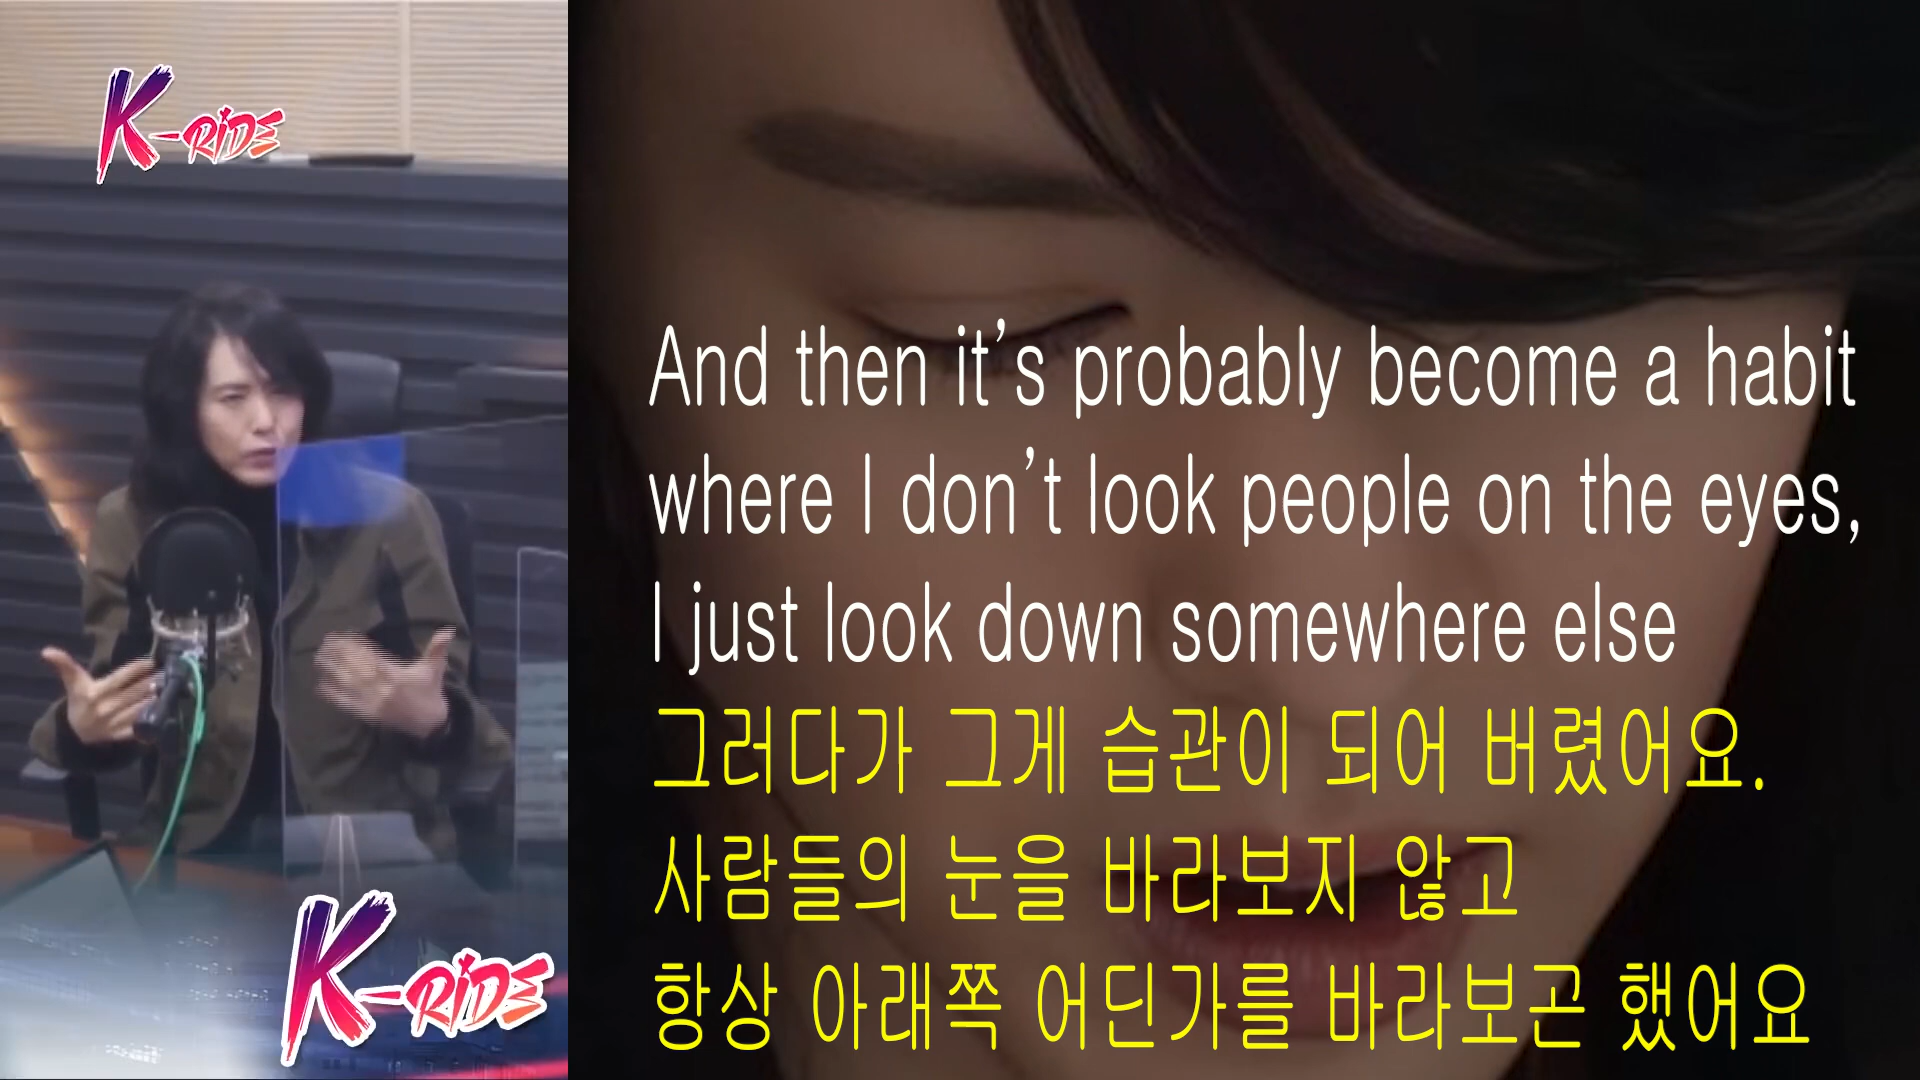 K-RIDE
And then it's probably become a habit
where I don't look people on the eyes,
I just look down somewhere else
그러다가 그게 습관이 되어 버렸어요.
사람들의 눈을 바라보지 않고
항상 아래쪽 어딘가를 바라보곤 했어요
K-RIDE